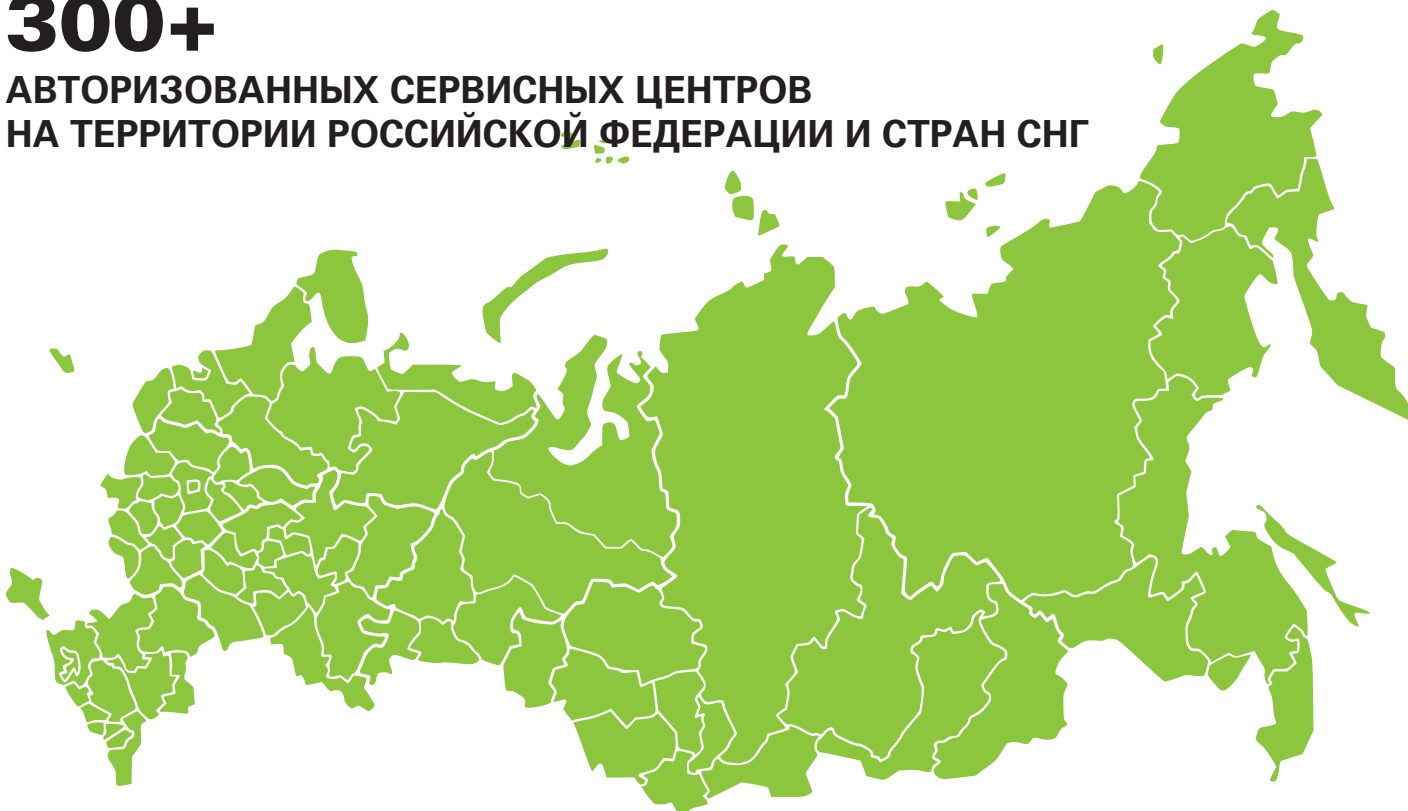 300+
АВТОРИЗОВАННЫХ СЕРВИСНЫХ ЦЕНТРОВ
НА ТЕРРИТОРИИ РОССИЙСКОЙ ФЕДЕРАЦИИ И СТРАН СНГ